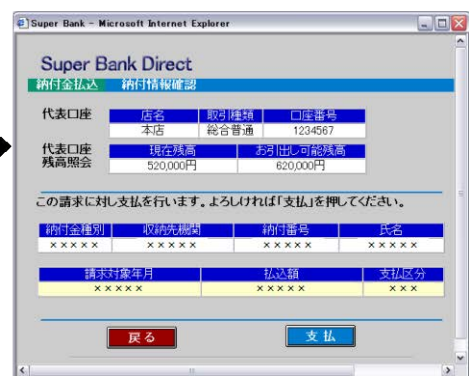 Super Bank - Microsoft Internet Explorer
Super Bank Direct
納付金払込 納付情報確認
代表口座 店名 取引種類 口座番号
本店 総合普通 1234567
代表口座 現在残高 お引出し可能残高
残高照会 520,000円 620,000円
この請求に対し支払を行います。よろしければ「支払」を押してください。
納付金種別 収納先機関 納付番号 氏名
××××× ××××× ××××× ×××××
請求対象年月 払込額 支払区分
××××× ××××× ×××
戻る 支払